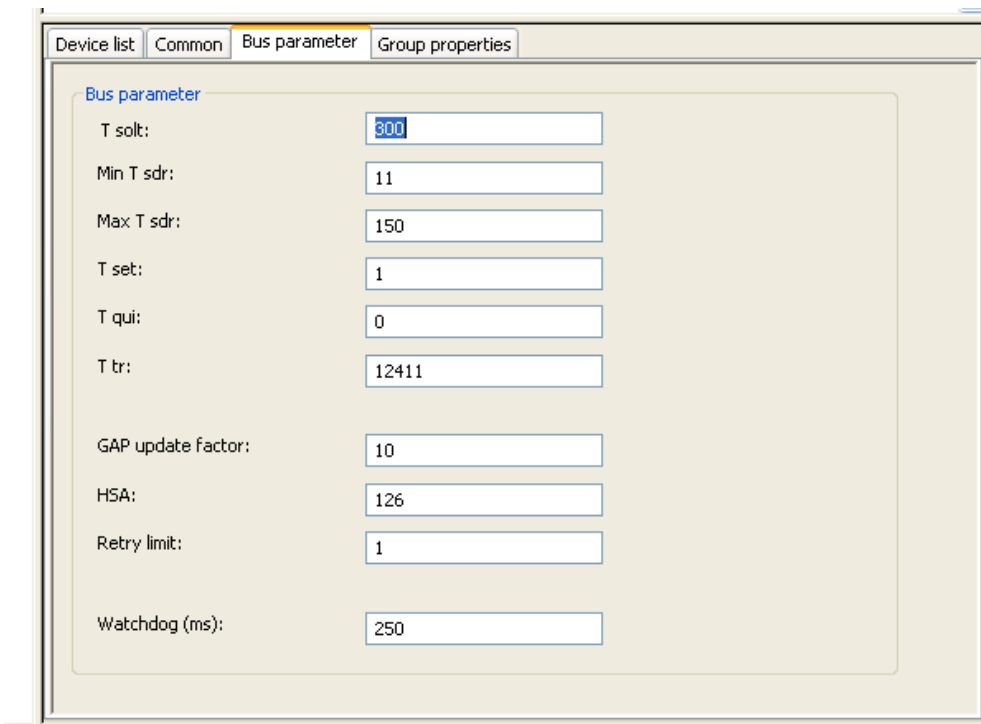 Device list Common Bus parameter Group properties
Bus parameter
T solt: 300
Min T sdr: 11
Max T sdr: 150
T set: 1
T qui: 0
T tr: 12411
GAP update factor: 10
HSA: 126
Retry limit: 1
Watchdog (ms): 250